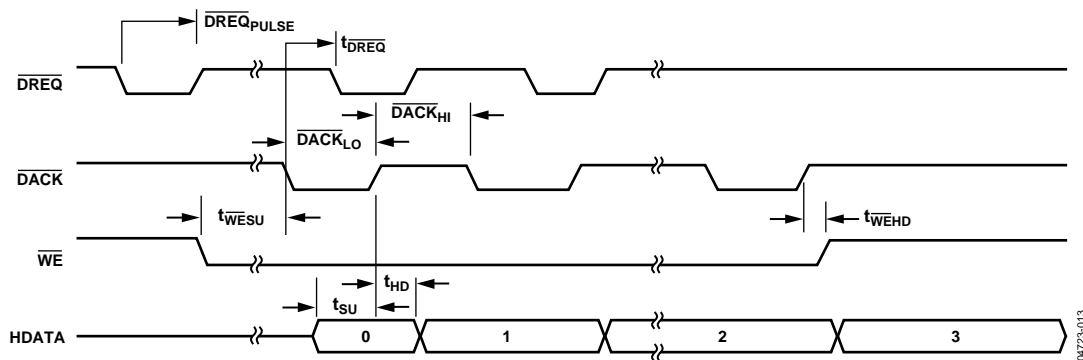 DREQPULSE
tDREQ
DREQ
DACKHI
DACKLO
DACK
tWESU
tWEHD
WE
tHD
tSU
HDATA 0 1 2 3
04723-013